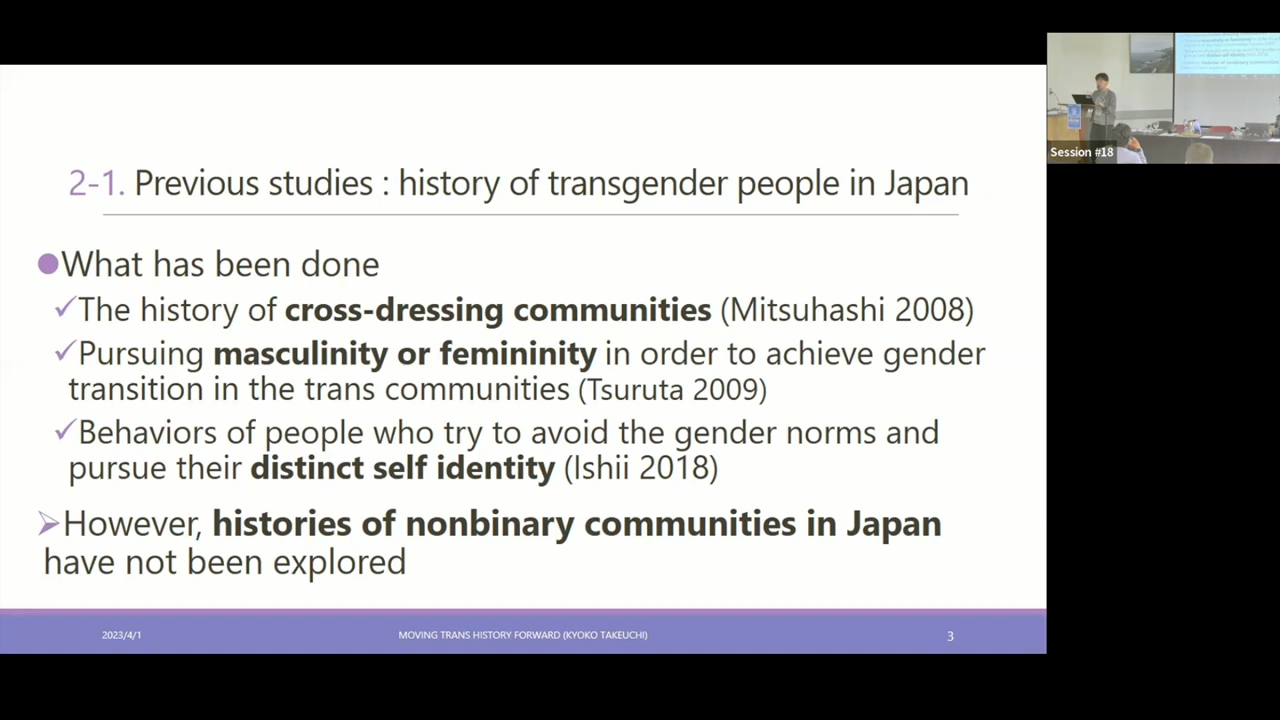 2-1. Previous studies : history of transgender people in Japan
What has been done
The history of cross-dressing communities (Mitsuhashi 2008)
Pursuing masculinity or femininity in order to achieve gender
transition in the trans communities (Tsuruta 2009)
Behaviors of people who try to avoid the gender norms and
pursue their distinct self identity (Ishii 2018)
However, histories of nonbinary communities in Japan
have not been explored
2023/4/1
MOVING TRANS HISTORY FORWARD (KYOKO TAKEUCHI)
3
Session #18